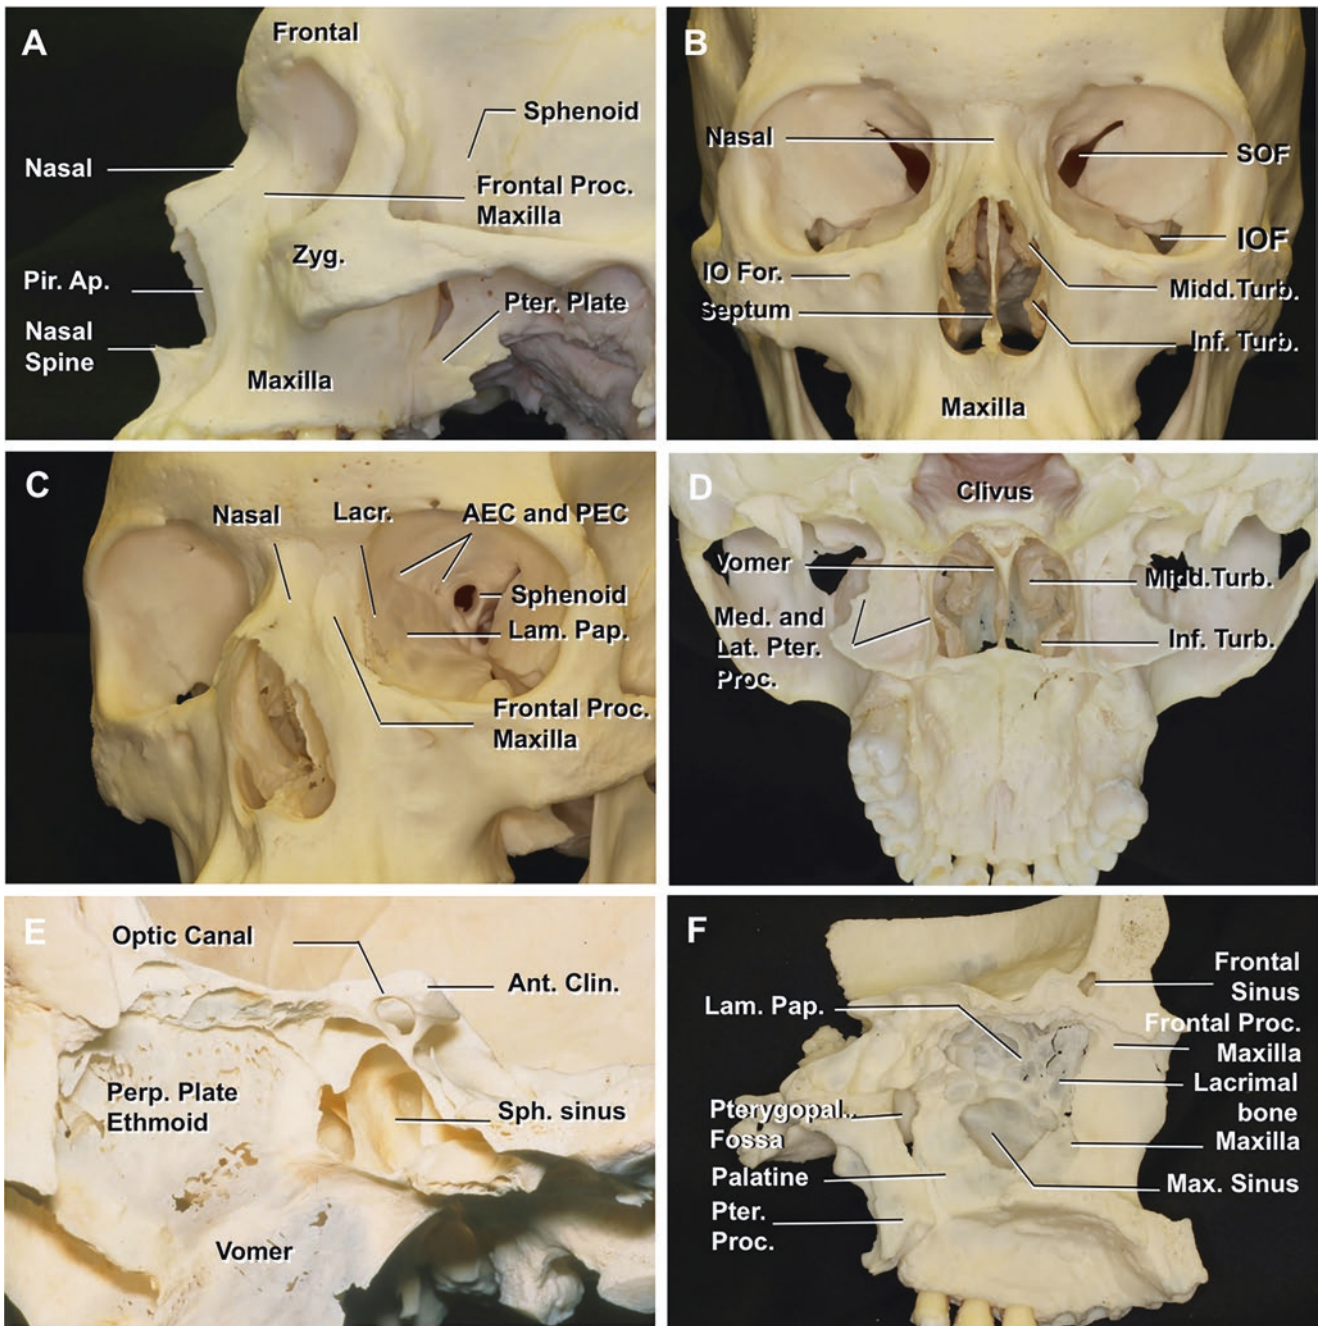 A
Frontal
Sphenoid
Nasal
Frontal Proc.
Maxilla
Zyg.
Pir. Ap.
Pter. Plate
Nasal
Spine
Maxilla
B
Nasal
SOF
IOF
IO For.
Midd.Turb.
Septum
Inf. Turb.
Maxilla
C
Nasal
Lacr.
AEC and PEC
Sphenoid
Lam. Pap.
Frontal Proc.
Maxilla
D
Clivus
Vomer
Midd.Turb.
Med. and
Lat. Pter.
Proc.
Inf. Turb.
E
Optic Canal
Ant. Clin.
Perp. Plate
Ethmoid
Sph. sinus
Vomer
F
Frontal
Sinus
Lam. Pap.
Frontal Proc.
Maxilla
Lacrimal
bone
Pterygopal..
Fossa
Maxilla
Palatine
Max. Sinus
Pter.
Proc.